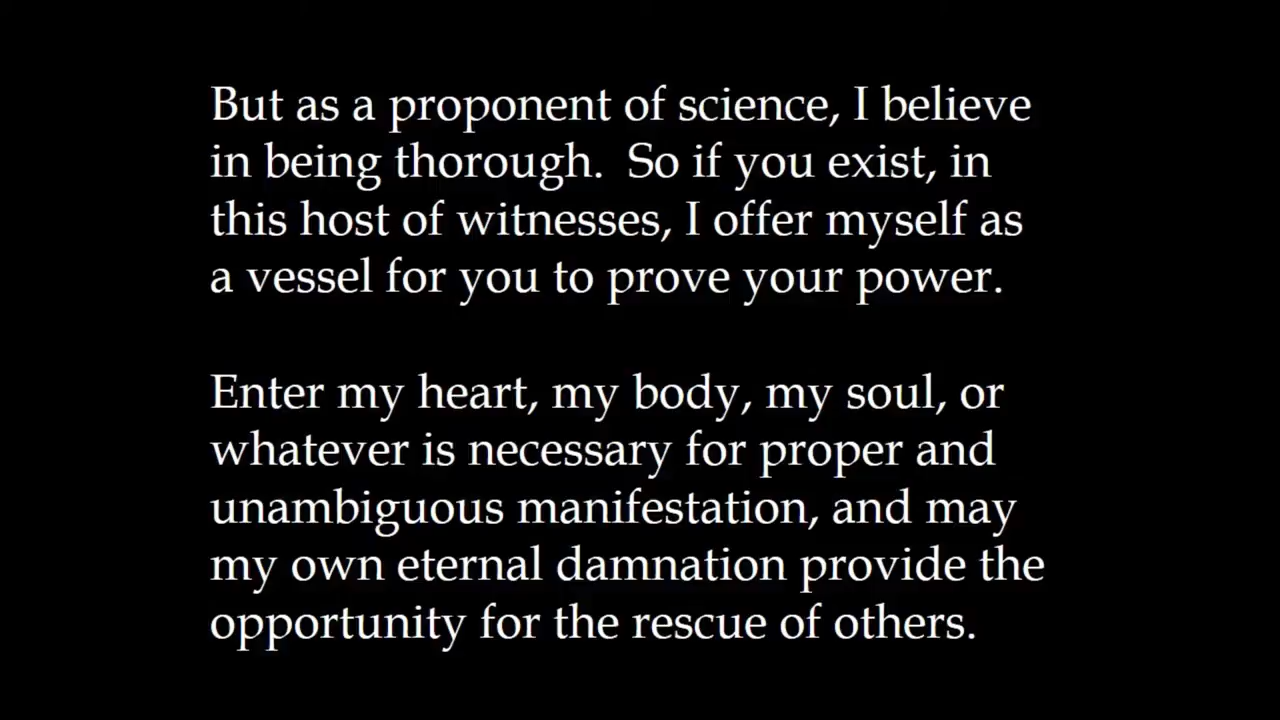 But as a proponent of science, I believe
in being thorough.  So if you exist, in
this host of witnesses, I offer myself as
a vessel for you to prove your power.
Enter my heart, my body, my soul, or
whatever is necessary for proper and
unambiguous manifestation, and may
my own eternal damnation provide the
opportunity for the rescue of others.